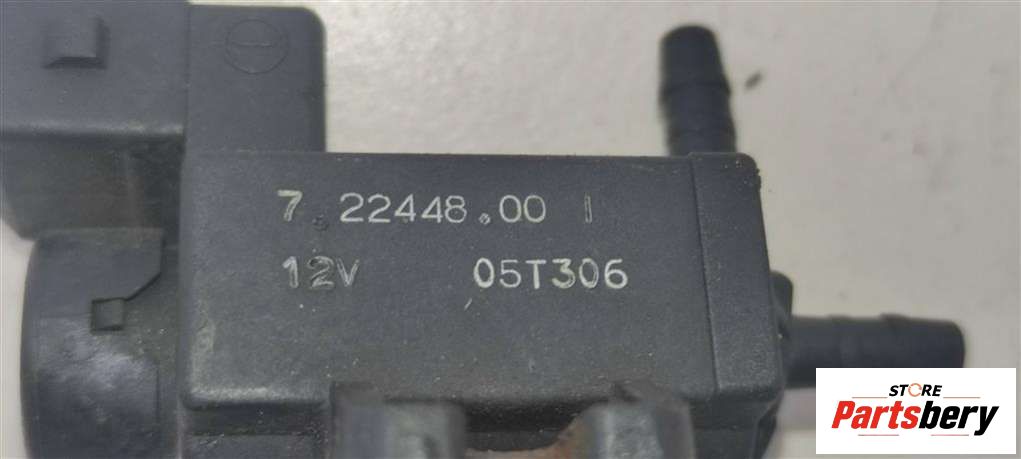 7.22448.00 I
12V 05T306
STORE
Partsbery